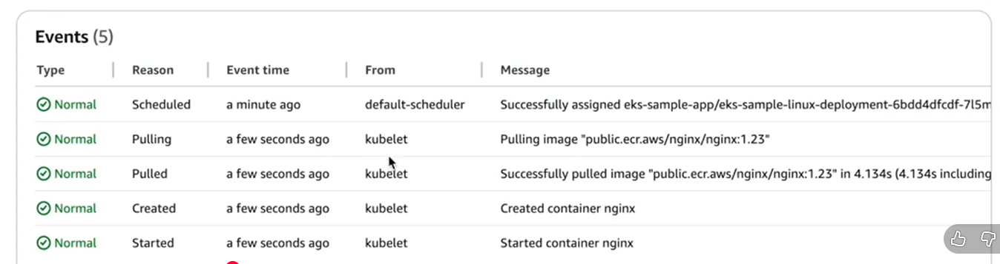 Events (5)
Type Reason Event time From Message
Normal Scheduled a minute ago default-scheduler Successfully assigned eks-sample-app/eks-sample-linux-deployment-6bdd4dfcdf-7l5m
Normal Pulling a few seconds ago kubelet Pulling image "public.ecr.aws/nginx/nginx:1.23"
Normal Pulled a few seconds ago kubelet Successfully pulled image "public.ecr.aws/nginx/nginx:1.23" in 4.134s (4.134s including
Normal Created a few seconds ago kubelet Created container nginx
Normal Started a few seconds ago kubelet Started container nginx